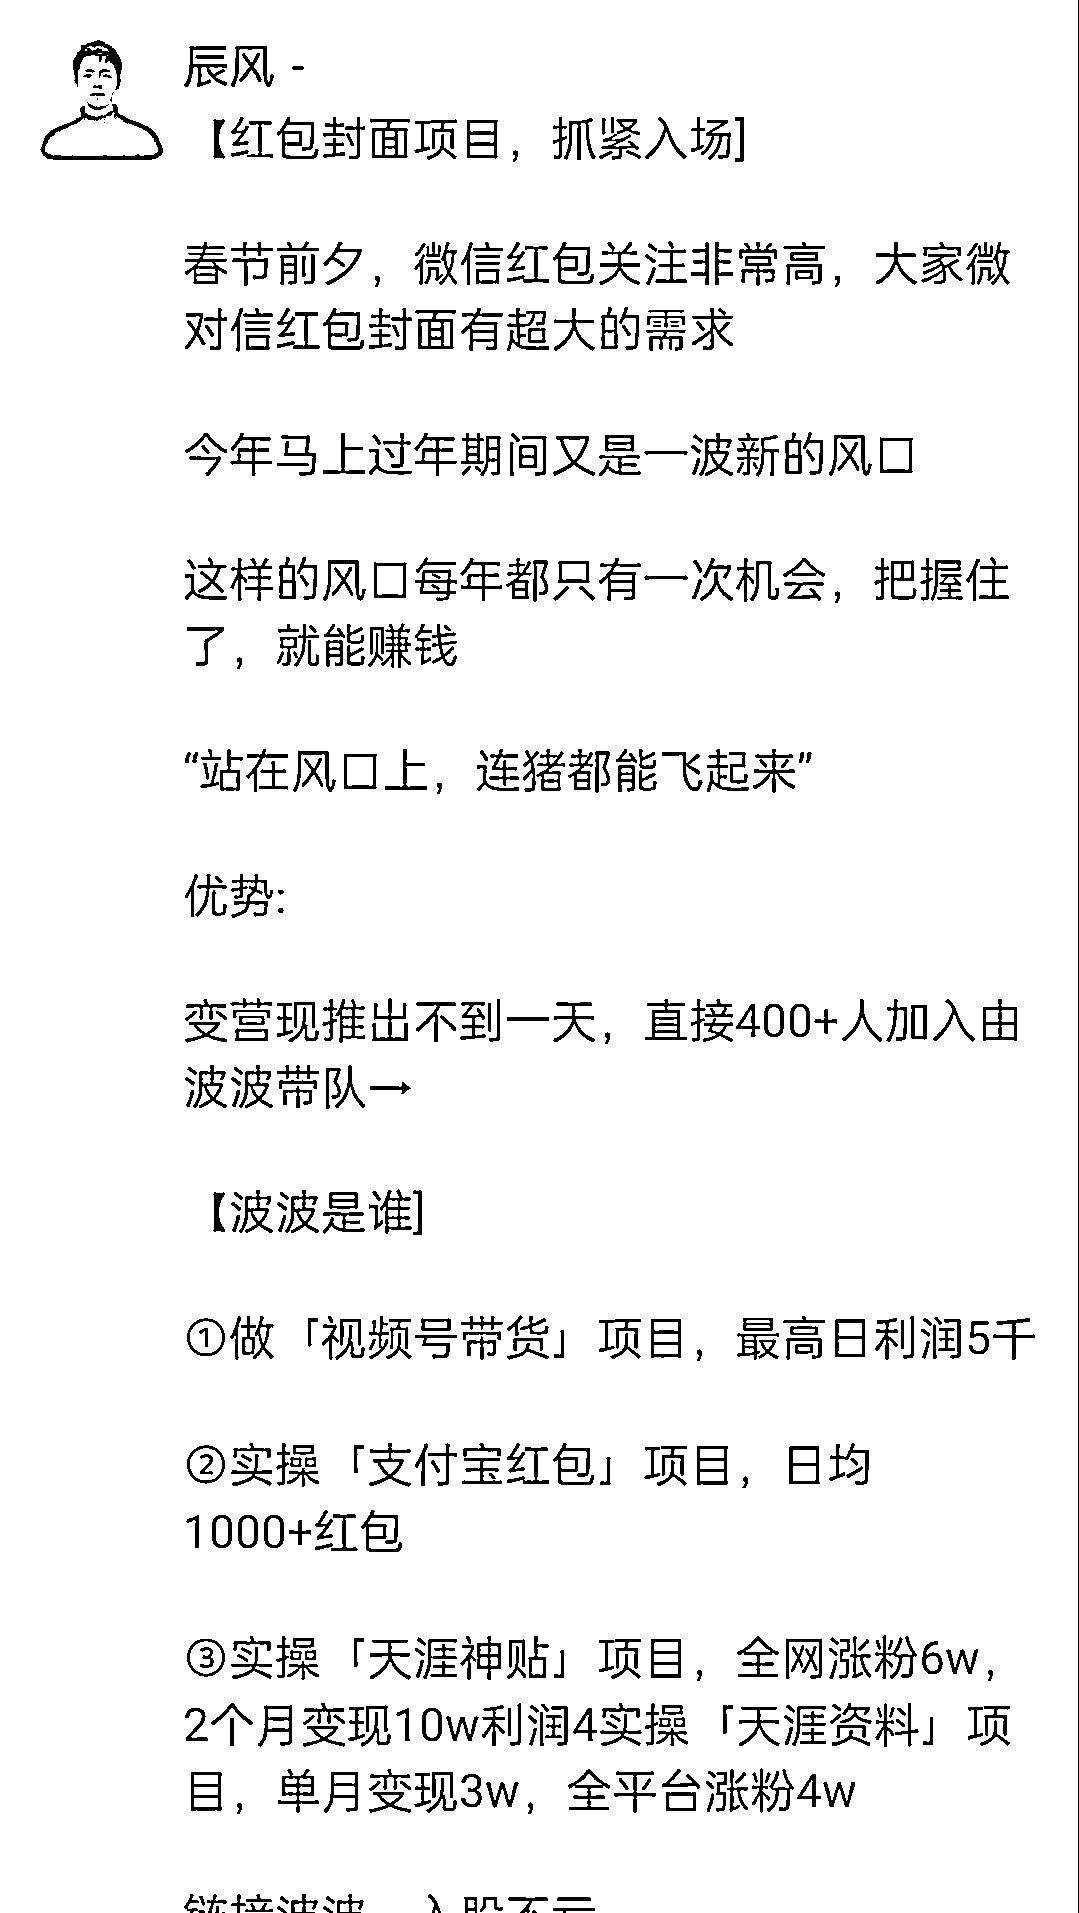 辰风 -
【红包封面项目，抓紧入场]
春节前夕，微信红包关注非常高，大家微
对信红包封面有超大的需求
今年马上过年期间又是一波新的风口
这样的风口每年都只有一次机会，把握住
了，就能赚钱
“站在风口上，连猪都能飞起来”
优势:
变营现推出不到一天，直接400+人加入由
波波带队→
【波波是谁]
①做「视频号带货」项目，最高日利润5千
②实操「支付宝红包」项目，日均
1000+红包
③实操「天涯神贴」项目，全网涨粉6w，
2个月变现10w利润4实操「天涯资料」项
目，单月变现3w，全平台涨粉4w
链接波波，入股不亏